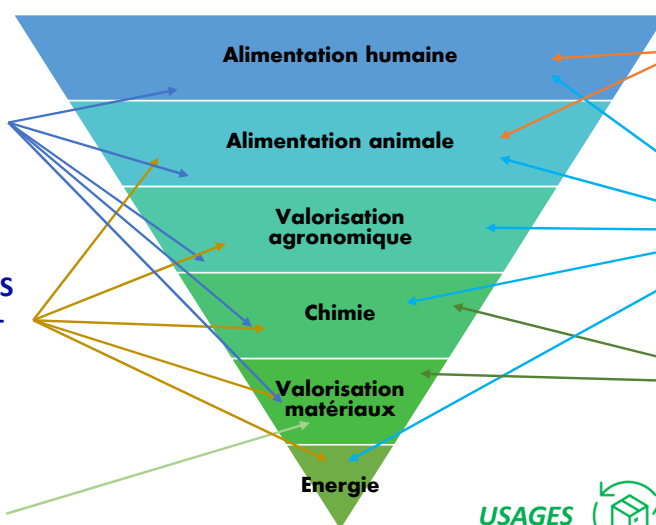 Alimentation humaine
Alimentation animale
Valorisation
agronomique
S
Chimie
Valorisation
matériaux
Energie
USAGES